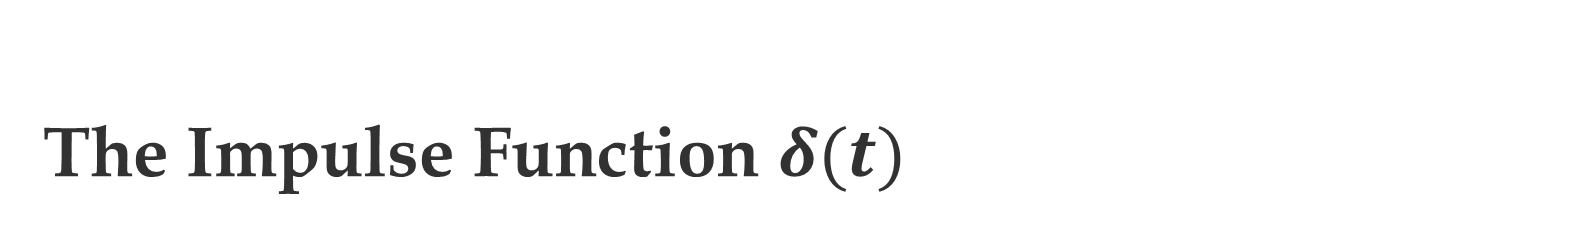 The Impulse Function δ(t)